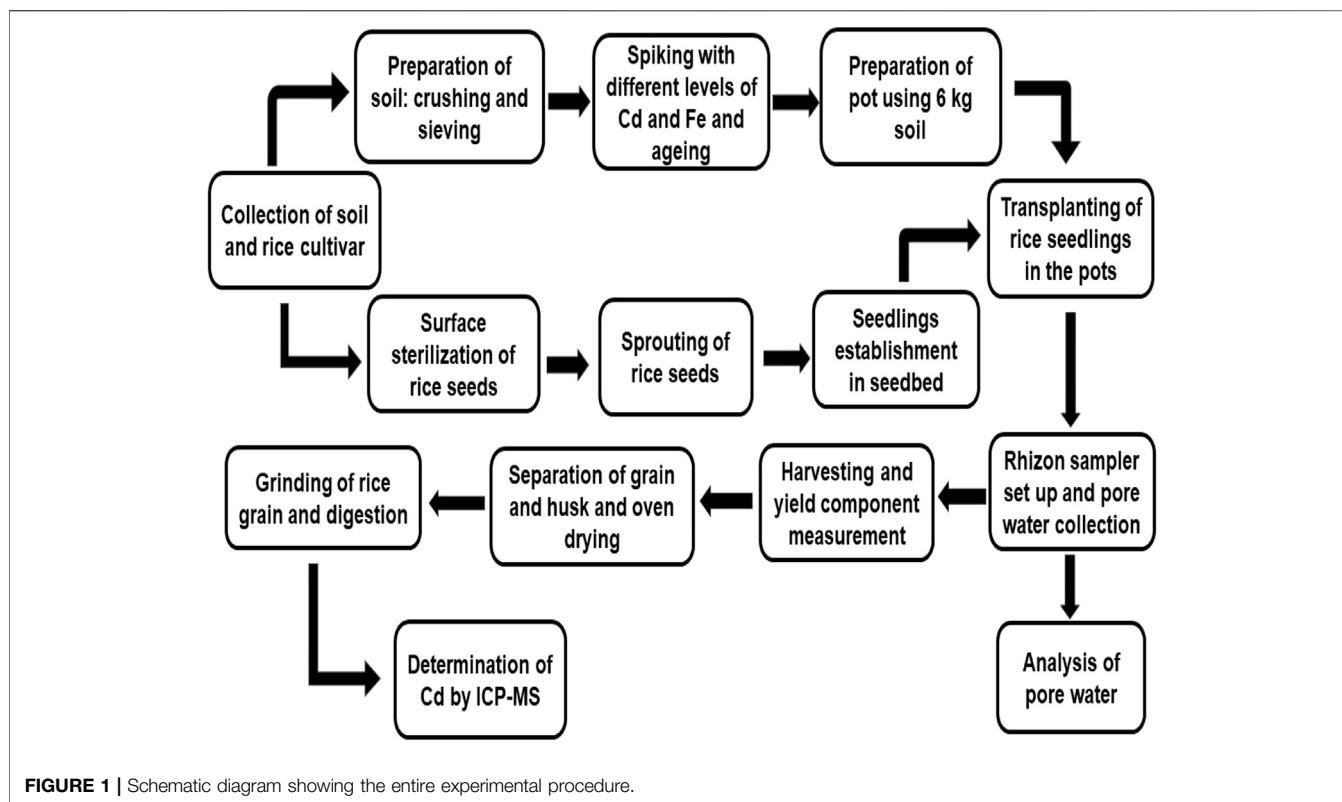 Preparation of
soil: crushing and
sieving
Spiking with
different levels of
Cd and Fe and
ageing
Preparation of
pot using 6 kg
soil
Collection of soil
and rice cultivar
Transplanting of
rice seedlings
in the pots
Surface
sterilization of
rice seeds
Sprouting of
rice seeds
Seedlings
establishment
in seedbed
Grinding of rice
grain and digestion
Separation of grain
and husk and oven
drying
Harvesting and
yield component
measurement
Rhizon sampler
set up and pore
water collection
Determination of
Cd by ICP-MS
Analysis of
pore water
FIGURE 1 | Schematic diagram showing the entire experimental procedure.